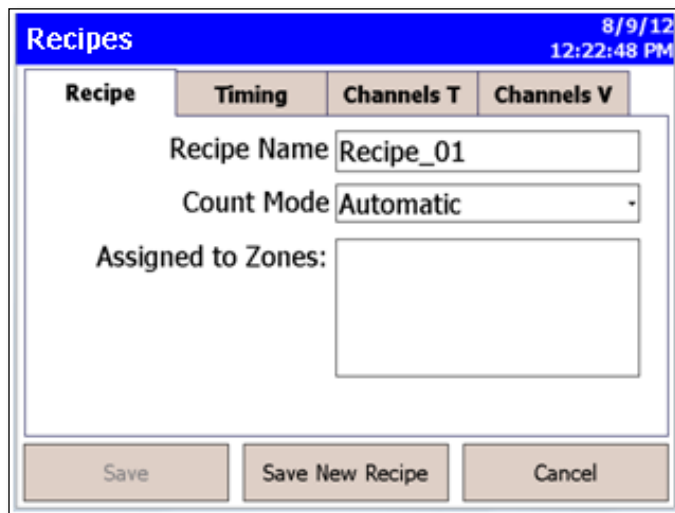 Recipes
8/9/12
12:22:48 PM
Recipe Timing Channels T Channels V
Recipe Name Recipe_01
Count Mode Automatic
Assigned to Zones:
Save Save New Recipe Cancel